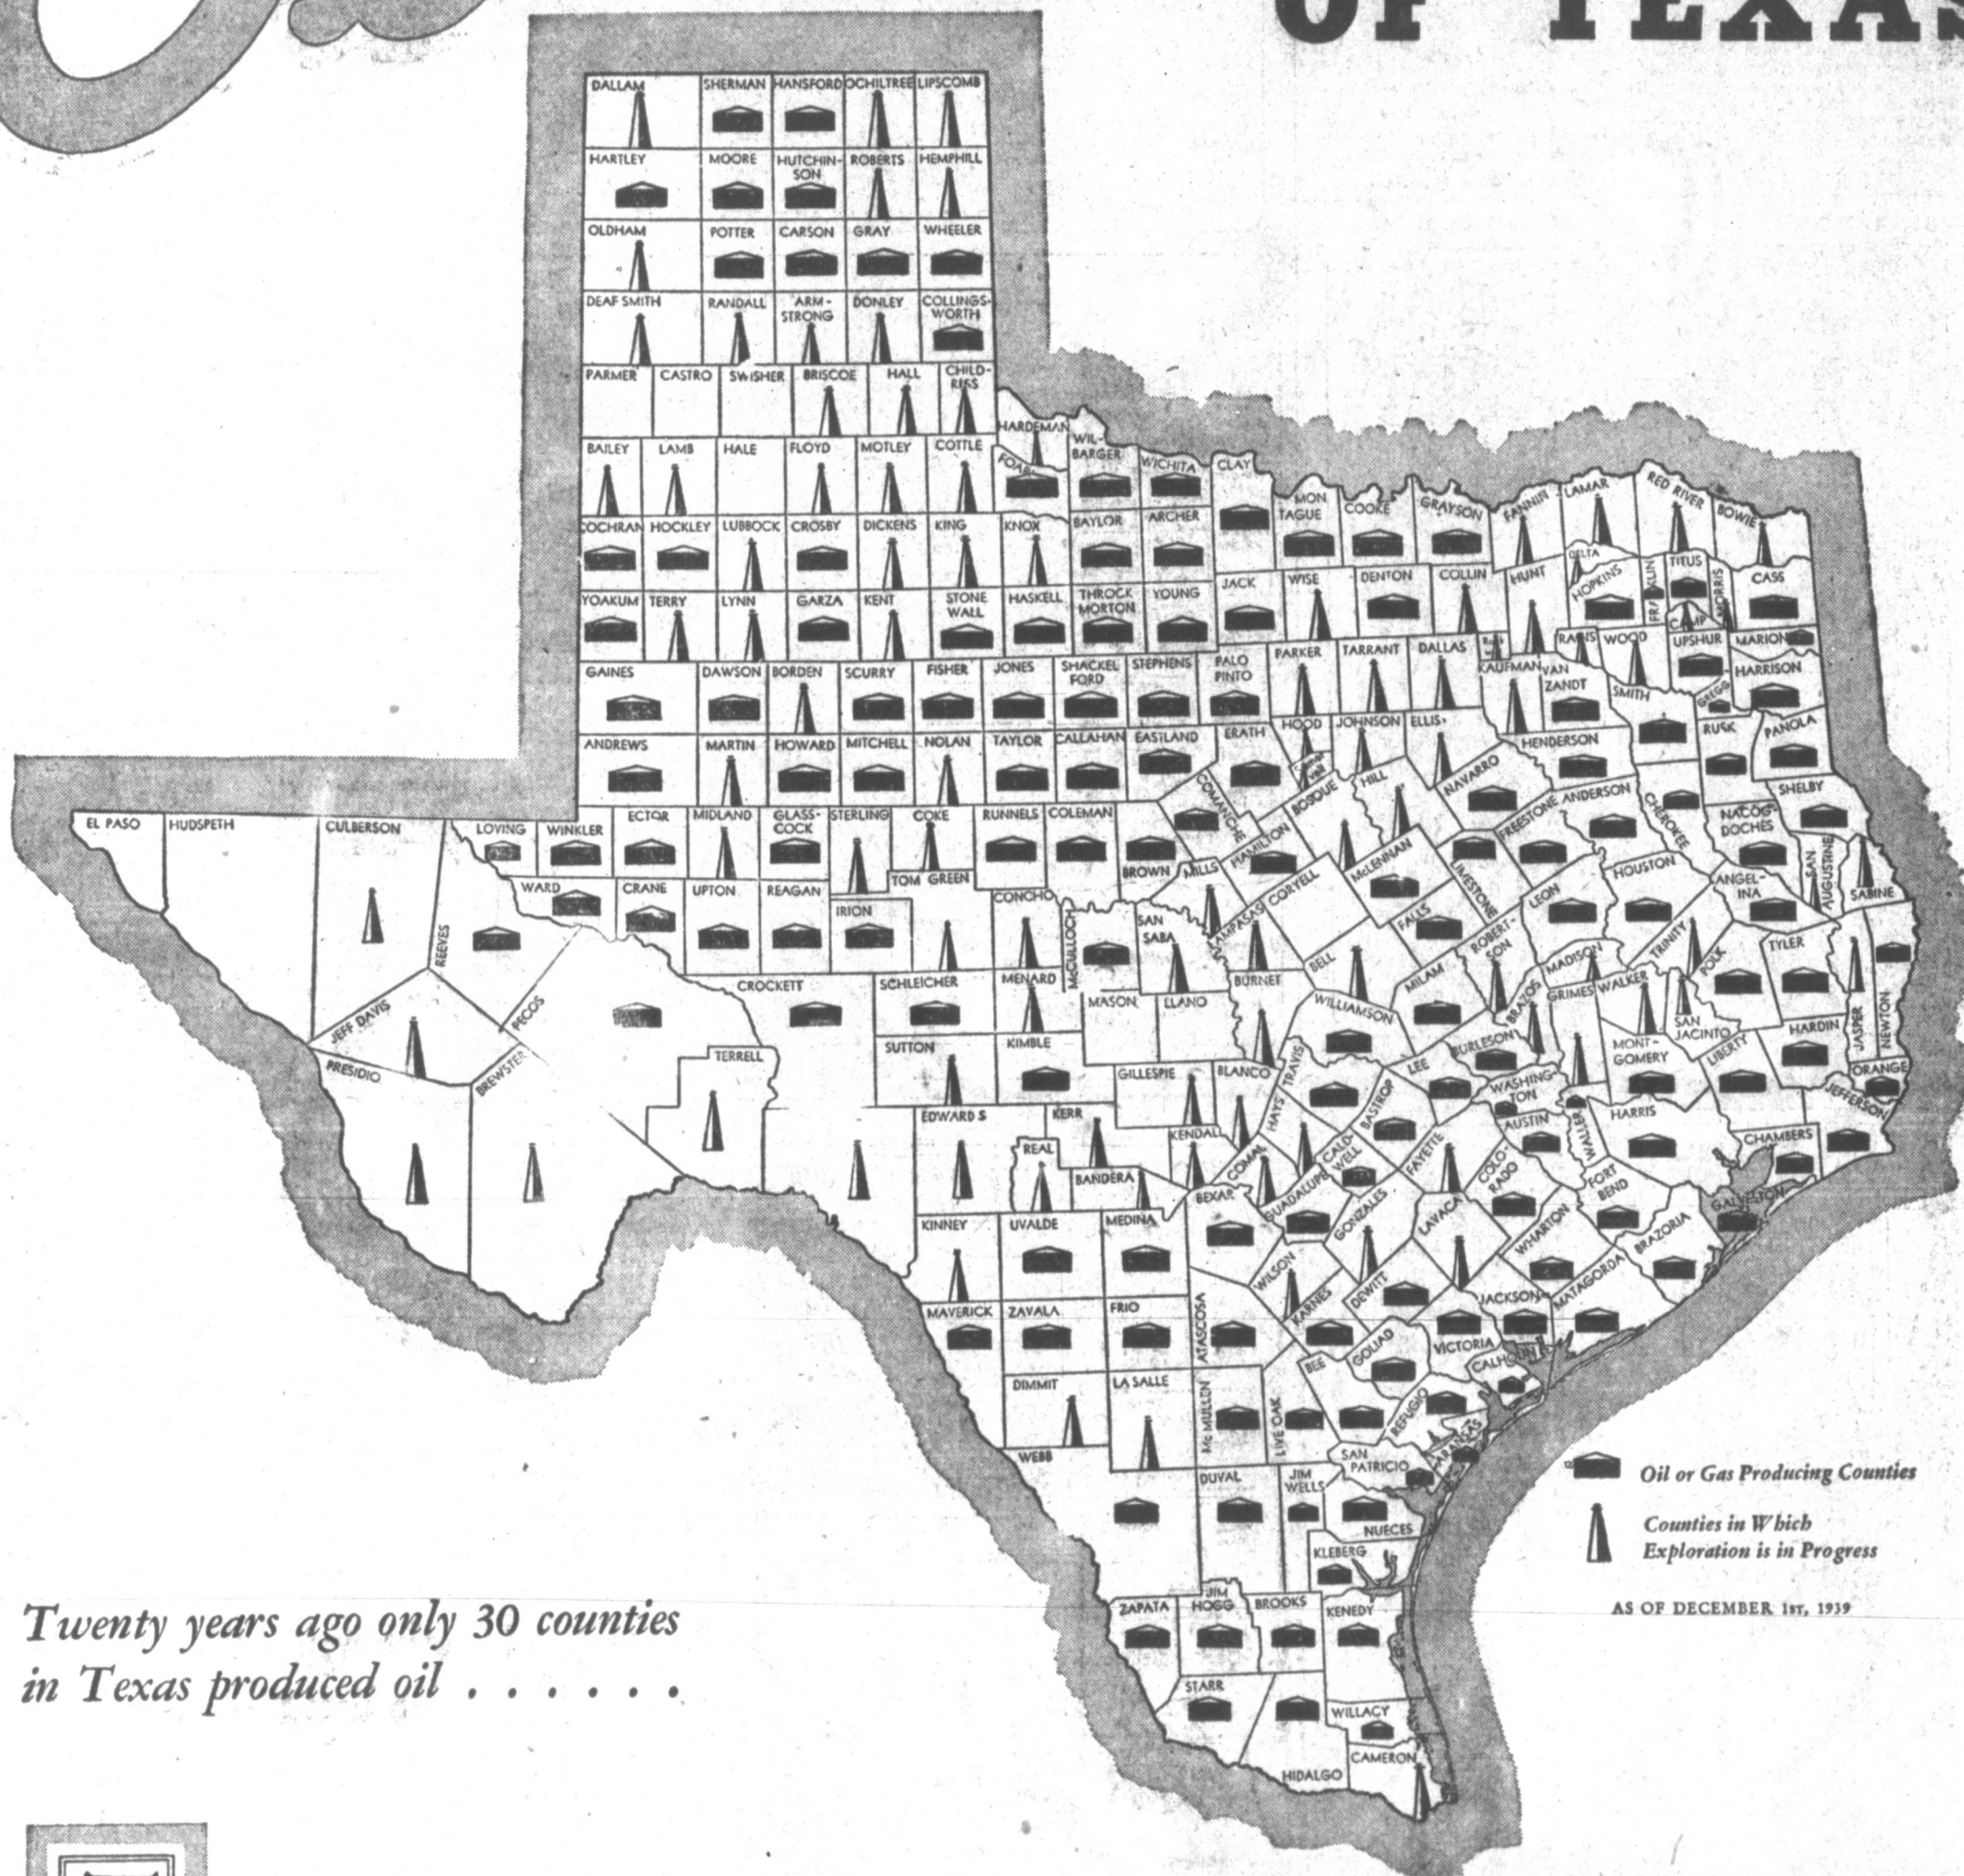 OF TEXAS
DALLAM
SHERMAN
HANSFORD
OCHILTREE
LIPSCOMB
HARTLEY
MOORE
HUTCHIN-
SON
ROBERTS
HEMPHILL
OLDHAM
POTTER
CARSON
GRAY
WHEELER
DEAF SMITH
RANDALL
ARM-
STRONG
DONLEY
COLLINGS-
WORTH
PARMER
CASTRO
SWISHER
BRISCOE
HALL
CHILD-
RESS
HARDEMAN
BAILEY
LAMB
HALE
FLOYD
MOTLEY
COTTLE
FOARD
WIL-
BARGER
WICHITA
CLAY
MON
TAGUE
COOKE
GRAYSON
FANNIN
LAMAR
RED RIVER
BOWIE
COCHRAN
HOCKLEY
LUBBOCK
CROSBY
DICKENS
KING
KNOX
BAYLOR
ARCHER
JACK
WISE
DENTON
COLLIN
HUNT
DELTA
HOPKINS
FRANKLIN
TITUS
MORRIS
CASS
YOAKUM
TERRY
LYNN
GARZA
KENT
STONE
WALL
HASKELL
THROCK
MORTON
YOUNG
CAMP
GAINES
DAWSON
BORDEN
SCURRY
FISHER
JONES
SHACKEL
FORD
STEPHENS
PALO
PINTO
PARKER
TARRANT
DALLAS
KAUFMAN
RAINS
WOOD
UPSHUR
MARION
VAN
ZANDT
SMITH
GREGG
HARRISON
ANDREWS
MARTIN
HOWARD
MITCHELL
NOLAN
TAYLOR
CALLAHAN
EASTLAND
ERATH
HOOD
JOHNSON
ELLIS
HENDERSON
RUSK
PANOLA
EL PASO
HUDSPETH
CULBERSON
REEVES
LOVING
WINKLER
ECTOR
MIDLAND
GLASS-
COCK
STERLING
COKE
RUNNELS
COLEMAN
BROWN
COMANCHE
MILLS
HAMILTON
BOSQUE
HILL
NAVARRO
FREESTONE
ANDERSON
CHEROKEE
NACOG-
DOCHES
SHELBY
WARD
CRANE
UPTON
REAGAN
IRION
TOM GREEN
CONCHO
McCULLOCH
SAN
SABA
LAMPASAS
CORYELL
McLENNAN
LIMESTONE
FALLS
LEON
HOUSTON
ANGEL-
INA
SAN
AUGUSTINE
SABINE
JEFF DAVIS
PECOS
CROCKETT
SCHLEICHER
MENARD
MASON
LLANO
BURNET
BELL
MILAM
ROBERT-
SON
BRAZOS
MADISON
GRIMES
WALKER
TRINITY
POLK
TYLER
JASPER
NEWTON
PRESIDIO
BREWSTER
TERRELL
SUTTON
KIMBLE
GILLESPIE
BLANCO
TRAVIS
WILLIAMSON
LEE
BURLESON
WASHING-
TON
MONT-
GOMERY
SAN
JACINTO
LIBERTY
HARDIN
ORANGE
JEFFERSON
EDWARDS
REAL
KERR
BANDERA
KENDALL
COMAL
HAYS
BASTROP
CALD-
WELL
FAYETTE
AUSTIN
WALLER
HARRIS
CHAMBERS
GALVESTON
KINNEY
UVALDE
MEDINA
BEXAR
GUADALUPE
GONZALES
LAVACA
COLO-
RADO
WHARTON
FORT
BEND
BRAZORIA
MATAGORDA
MAVERICK
ZAVALA
FRIO
ATASCOSA
WILSON
KARNES
DEWITT
JACKSON
VICTORIA
CALHOUN
GOLIAD
DIMMIT
LA SALLE
Mc MULLEN
LIVE OAK
BEE
REFUGIO
ARANSAS
SAN
PATRICIO
WEBB
DUVAL
JIM
WELLS
NUECES
KLEBERG
ZAPATA
JIM
HOGG
BROOKS
KENEDY
STARR
HIDALGO
WILLACY
CAMERON
Oil or Gas Producing Counties
Counties in Which
Exploration is in Progress
AS OF DECEMBER 1ST, 1939
Twenty years ago only 30 counties
in Texas produced oil . . . . . .